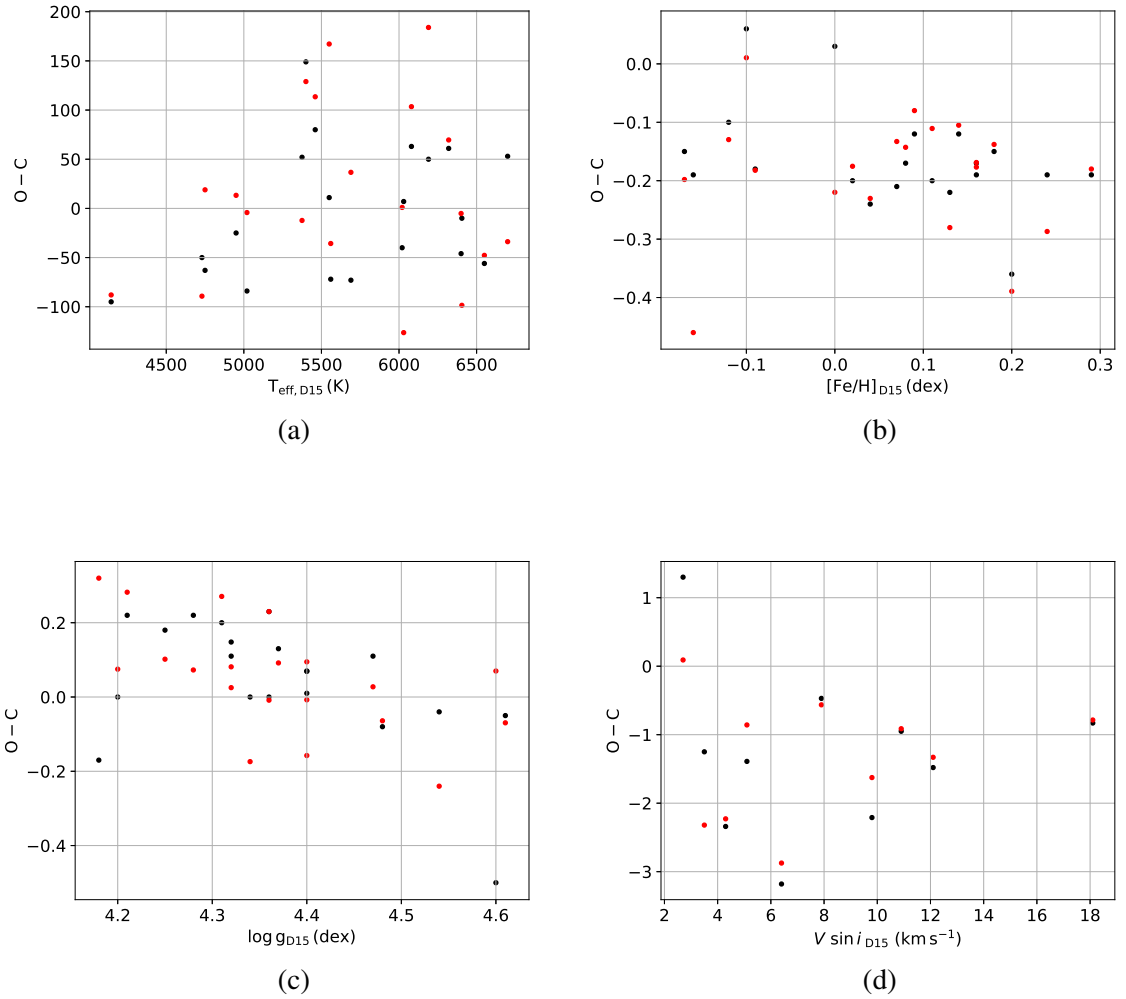 200
150
100
50
0
−50
−100
O − C
4500 5000 5500 6000 6500
T_eff, D15 (K)
(a)
0.0
−0.1
−0.2
−0.3
−0.4
O − C
−0.1 0.0 0.1 0.2 0.3
[Fe/H]_D15 (dex)
(b)
0.2
0.0
−0.2
−0.4
O − C
4.2 4.3 4.4 4.5 4.6
log g_D15 (dex)
(c)
1
0
−1
−2
−3
O − C
2 4 6 8 10 12 14 16 18
V sin i_D15 (km s⁻¹)
(d)